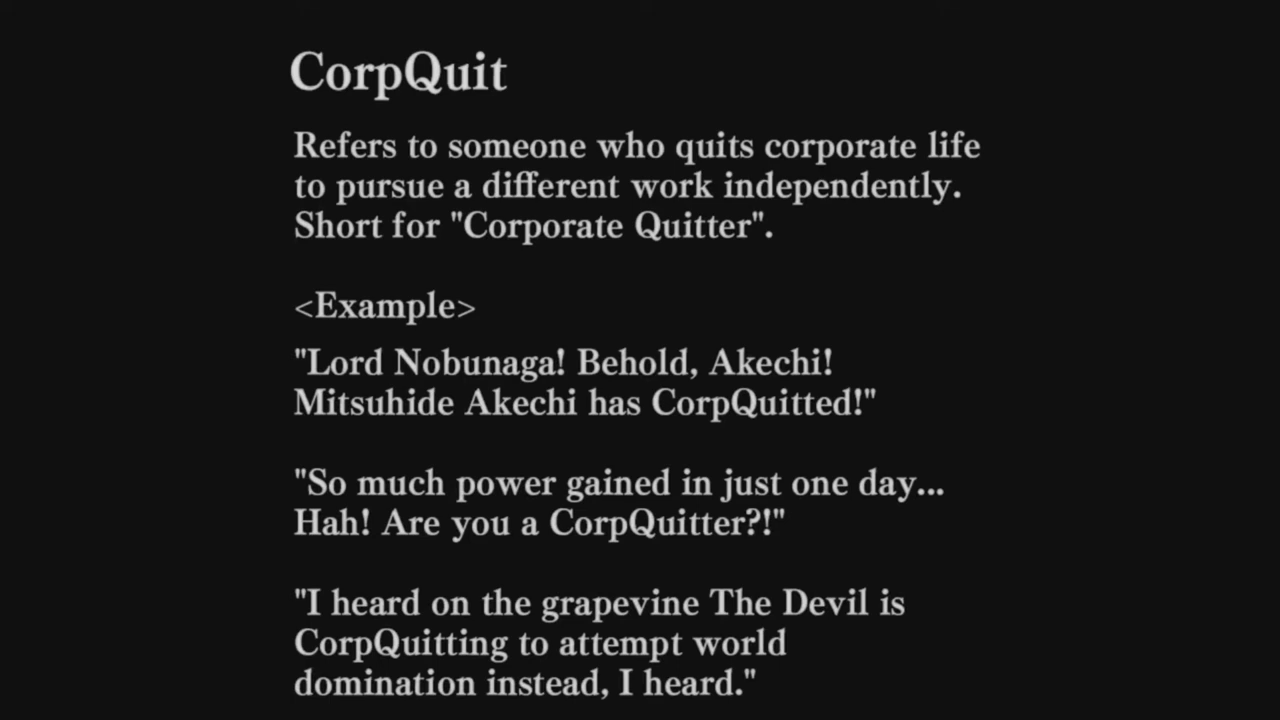 CorpQuit
Refers to someone who quits corporate life
to pursue a different work independently.
Short for "Corporate Quitter".
<Example>
"Lord Nobunaga! Behold, Akechi!
Mitsuhide Akechi has CorpQuitted!"
"So much power gained in just one day...
Hah! Are you a CorpQuitter?!"
"I heard on the grapevine The Devil is
CorpQuitting to attempt world
domination instead, I heard."